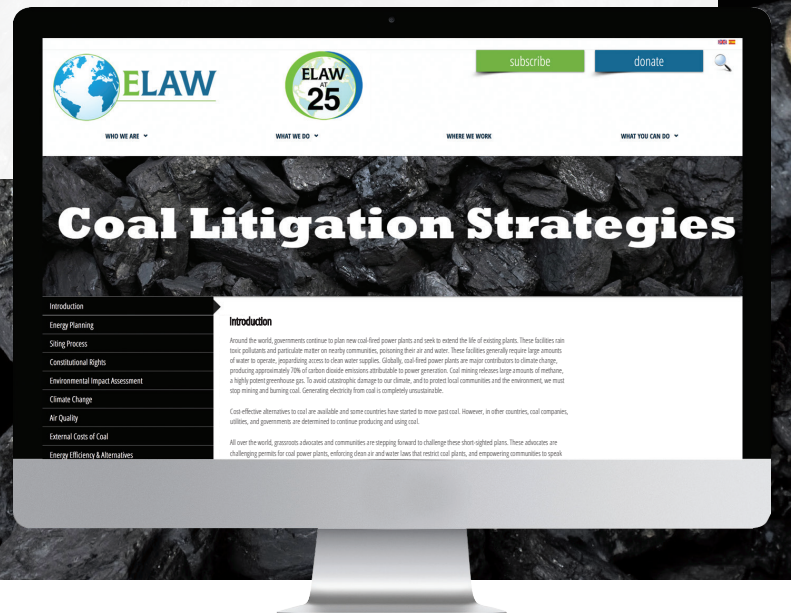 ELAW
ELAW
AT
25
subscribe
donate
WHO WE ARE
WHAT WE DO
WHERE WE WORK
WHAT YOU CAN DO
Coal Litigation Strategies
Introduction
Energy Planning
Siting Process
Constitutional Rights
Environmental Impact Assessment
Climate Change
Air Quality
External Costs of Coal
Energy Efficiency & Alternatives
Introduction
Around the world, governments continue to plan new coal-fired power plants and seek to extend the life of existing plants. These facilities rain
toxic pollutants and particulate matter on nearby communities, poisoning their air and water. These facilities generally require large amounts
of water to operate, jeopardizing access to clean water supplies. Globally, coal-fired power plants are major contributors to climate change,
producing approximately 70% of carbon dioxide emissions attributable to power generation. Coal mining releases large amounts of methane,
a highly potent greenhouse gas. To avoid catastrophic damage to our climate, and to protect local communities and the environment, we must
stop mining and burning coal. Generating electricity from coal is completely unsustainable.
Cost-effective alternatives to coal are available and some countries have started to move past coal. However, in other countries, coal companies,
utilities, and governments are determined to continue producing and using coal.
All over the world, grassroots advocates and communities are stepping forward to challenge these short-sighted plans. These advocates are
challenging permits for coal power plants, enforcing clean air and water laws that restrict coal plants, and empowering communities to speak